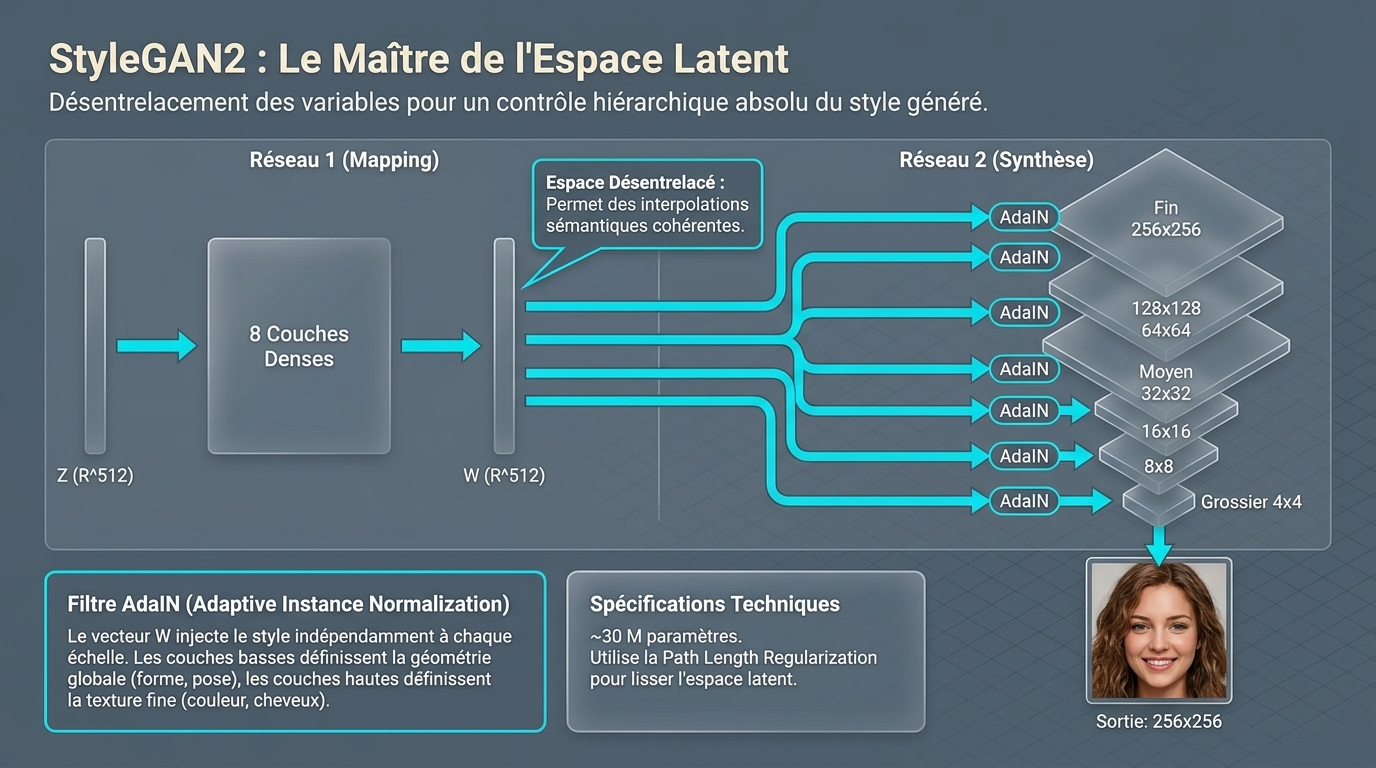 StyleGAN2 : Le Maître de l'Espace Latent
Désentrelacement des variables pour un contrôle hiérarchique absolu du style généré.
Réseau 1 (Mapping)
Z (R^512)
8 Couches
Denses
W (R^512)
Espace Désentrelacé :
Permet des interpolations
sémantiques cohérentes.
Réseau 2 (Synthèse)
AdaIN
AdaIN
AdaIN
AdaIN
AdaIN
AdaIN
AdaIN
Fin
256x256
128x128
64x64
Moyen
32x32
16x16
8x8
Grossier 4x4
Sortie: 256x256
Filtre AdaIN (Adaptive Instance Normalization)
Le vecteur W injecte le style indépendamment à chaque
échelle. Les couches basses définissent la géométrie
globale (forme, pose), les couches hautes définissent
la texture fine (couleur, cheveux).
Spécifications Techniques
~30 M paramètres.
Utilise la Path Length Regularization
pour lisser l'espace latent.